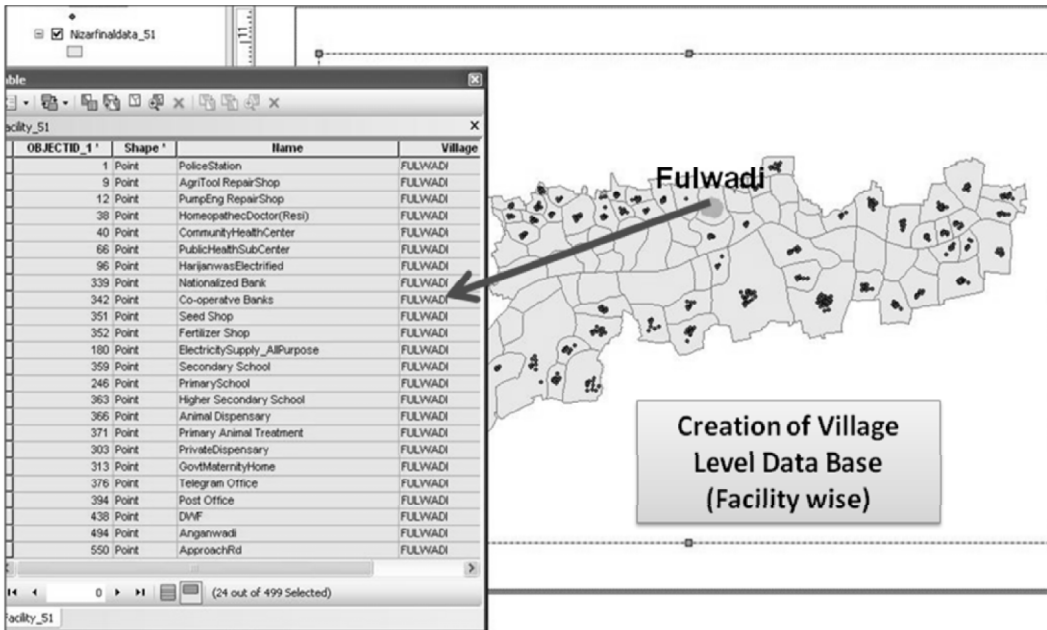 Nizarfinaldata_51
11
able
acility_51
OBJECTID_1 * Shape * Name Village
1 Point PoliceStation FULWADI
9 Point AgriTool RepairShop FULWADI
12 Point PumpEng RepairShop FULWADI
38 Point HomeopathecDoctor(Resi) FULWADI
40 Point CommunityHealthCenter FULWADI
66 Point PublicHealthSubCenter FULWADI
96 Point HarijanwasElectrified FULWADI
339 Point Nationalized Bank FULWADI
342 Point Co-operatve Banks FULWADI
351 Point Seed Shop FULWADI
352 Point Fertilizer Shop FULWADI
180 Point ElectricitySupply_AllPurpose FULWADI
359 Point Secondary School FULWADI
246 Point PrimarySchool FULWADI
363 Point Higher Secondary School FULWADI
366 Point Animal Dispensary FULWADI
371 Point Primary Animal Treatment FULWADI
303 Point PrivateDispensary FULWADI
313 Point GovtMaternityHome FULWADI
376 Point Telegram Office FULWADI
394 Point Post Office FULWADI
438 Point DWF FULWADI
494 Point Anganwadi FULWADI
550 Point ApproachRd FULWADI
0 (24 out of 499 Selected)
Facility_51
Fulwadi
Creation of Village
Level Data Base
(Facility wise)